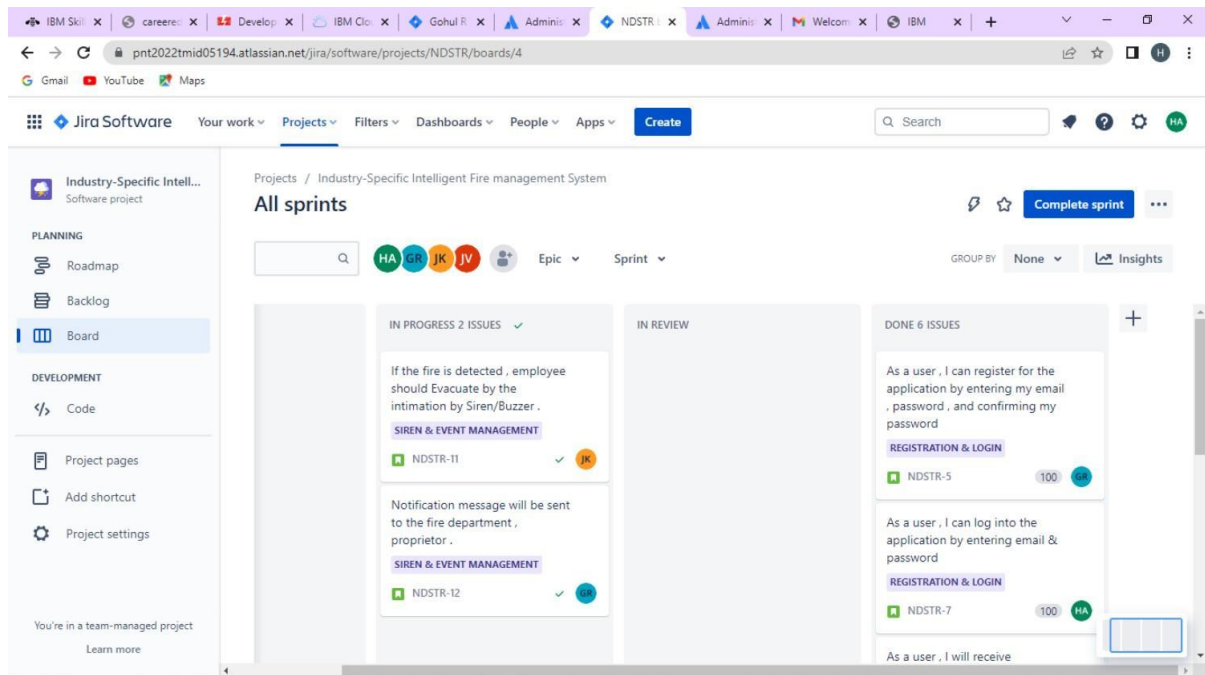 IBM Skil
career
Develop
IBM Clo
Gohul R
Adminis
NDSTR
Adminis
Welcom
IBM
pnt2022tmid05194.atlassian.net/jira/software/projects/NDSTR/boards/4
H
Gmail YouTube Maps
Jira Software Your work Projects Filters Dashboards People Apps Create Search HA
Industry-Specific Intell...
Software project
PLANNING
Roadmap
Backlog
Board
DEVELOPMENT
Code
Project pages
Add shortcut
Project settings
You're in a team-managed project
Learn more
Projects / Industry-Specific Intelligent Fire management System
All sprints
Complete sprint
HA GR JK JV Epic Sprint GROUP BY None Insights
IN PROGRESS 2 ISSUES
If the fire is detected , employee
should Evacuate by the
intimation by Siren/Buzzer .
SIREN & EVENT MANAGEMENT
NDSTR-11 JK
Notification message will be sent
to the fire department ,
proprietor .
SIREN & EVENT MANAGEMENT
NDSTR-12 GR
IN REVIEW
DONE 6 ISSUES
As a user , I can register for the
application by entering my email
, password , and confirming my
password
REGISTRATION & LOGIN
NDSTR-5 100 GR
As a user , I can log into the
application by entering email &
password
REGISTRATION & LOGIN
NDSTR-7 100 HA
As a user , I will receive